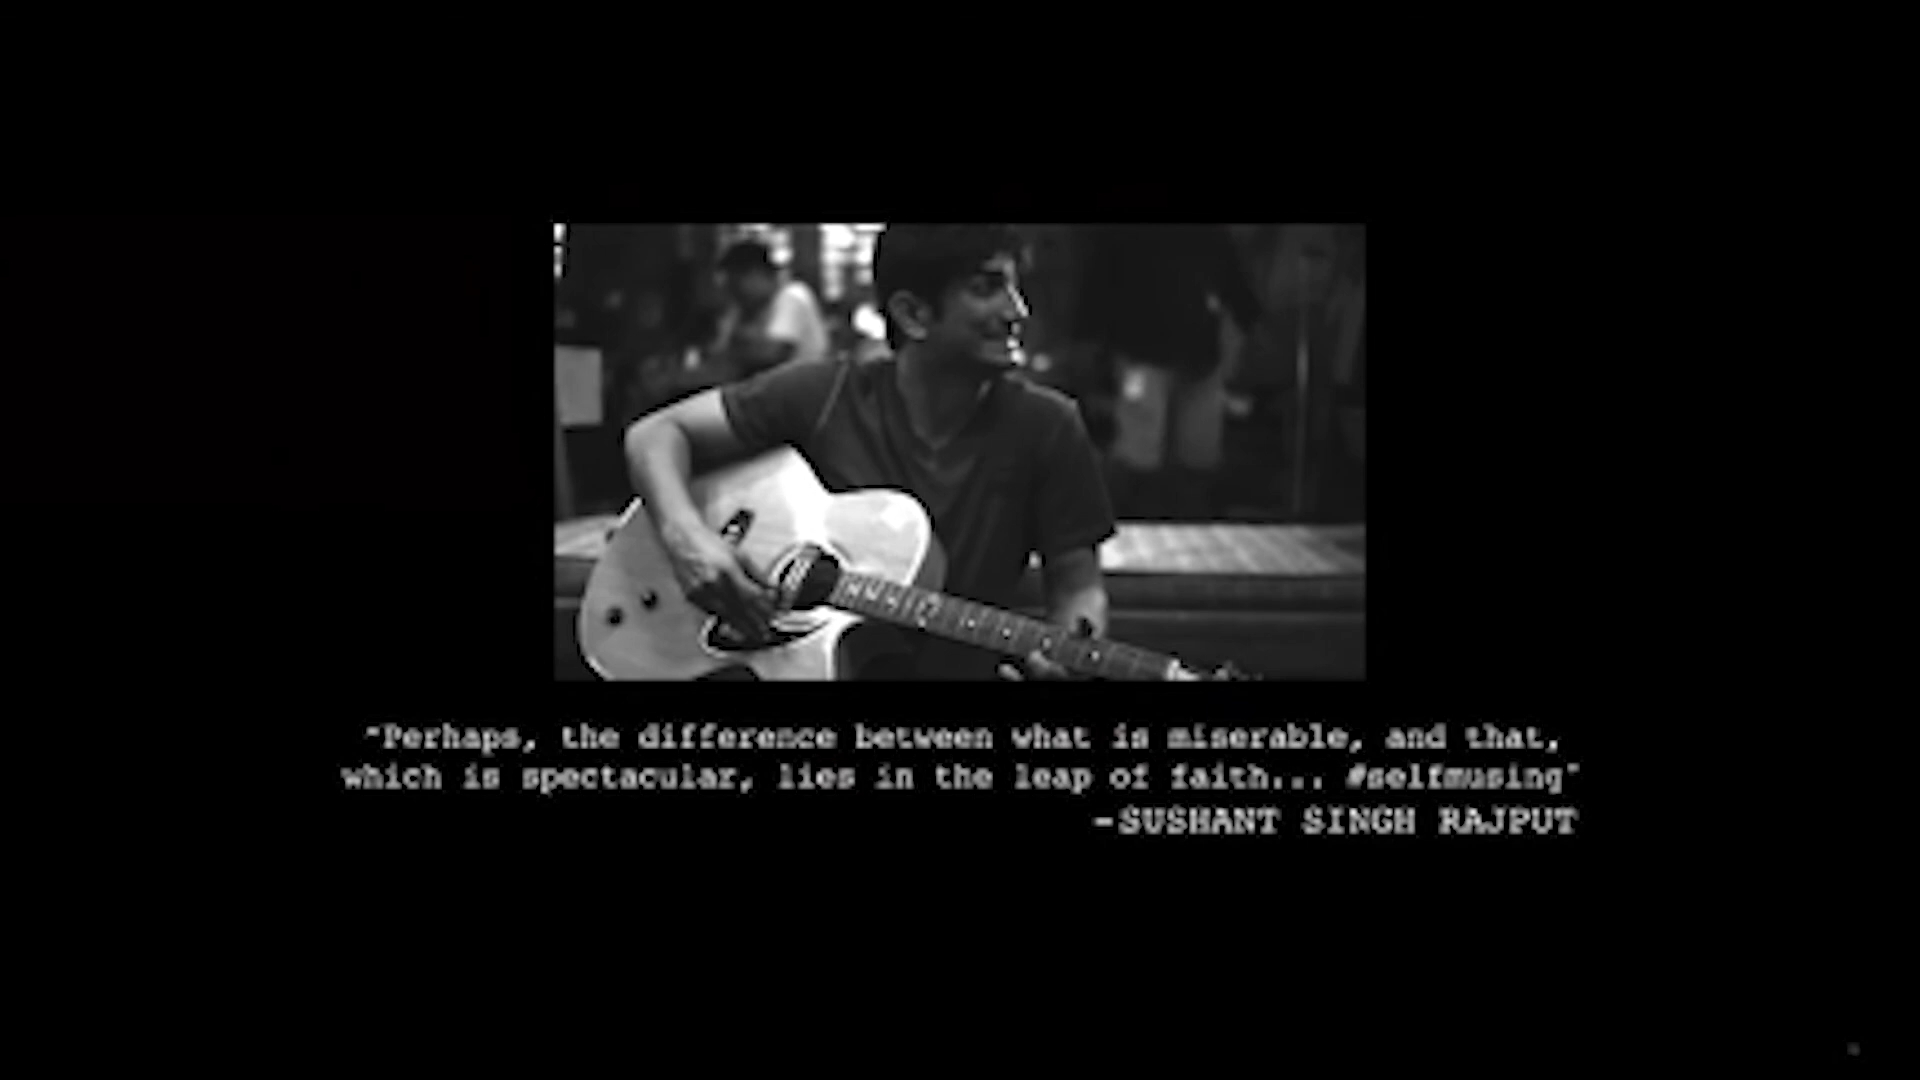 "Perhaps, the difference between what is miserable, and that,
which is spectacular, lies in the leap of faith... #selfmusing"
-SUSHANT SINGH RAJPUT